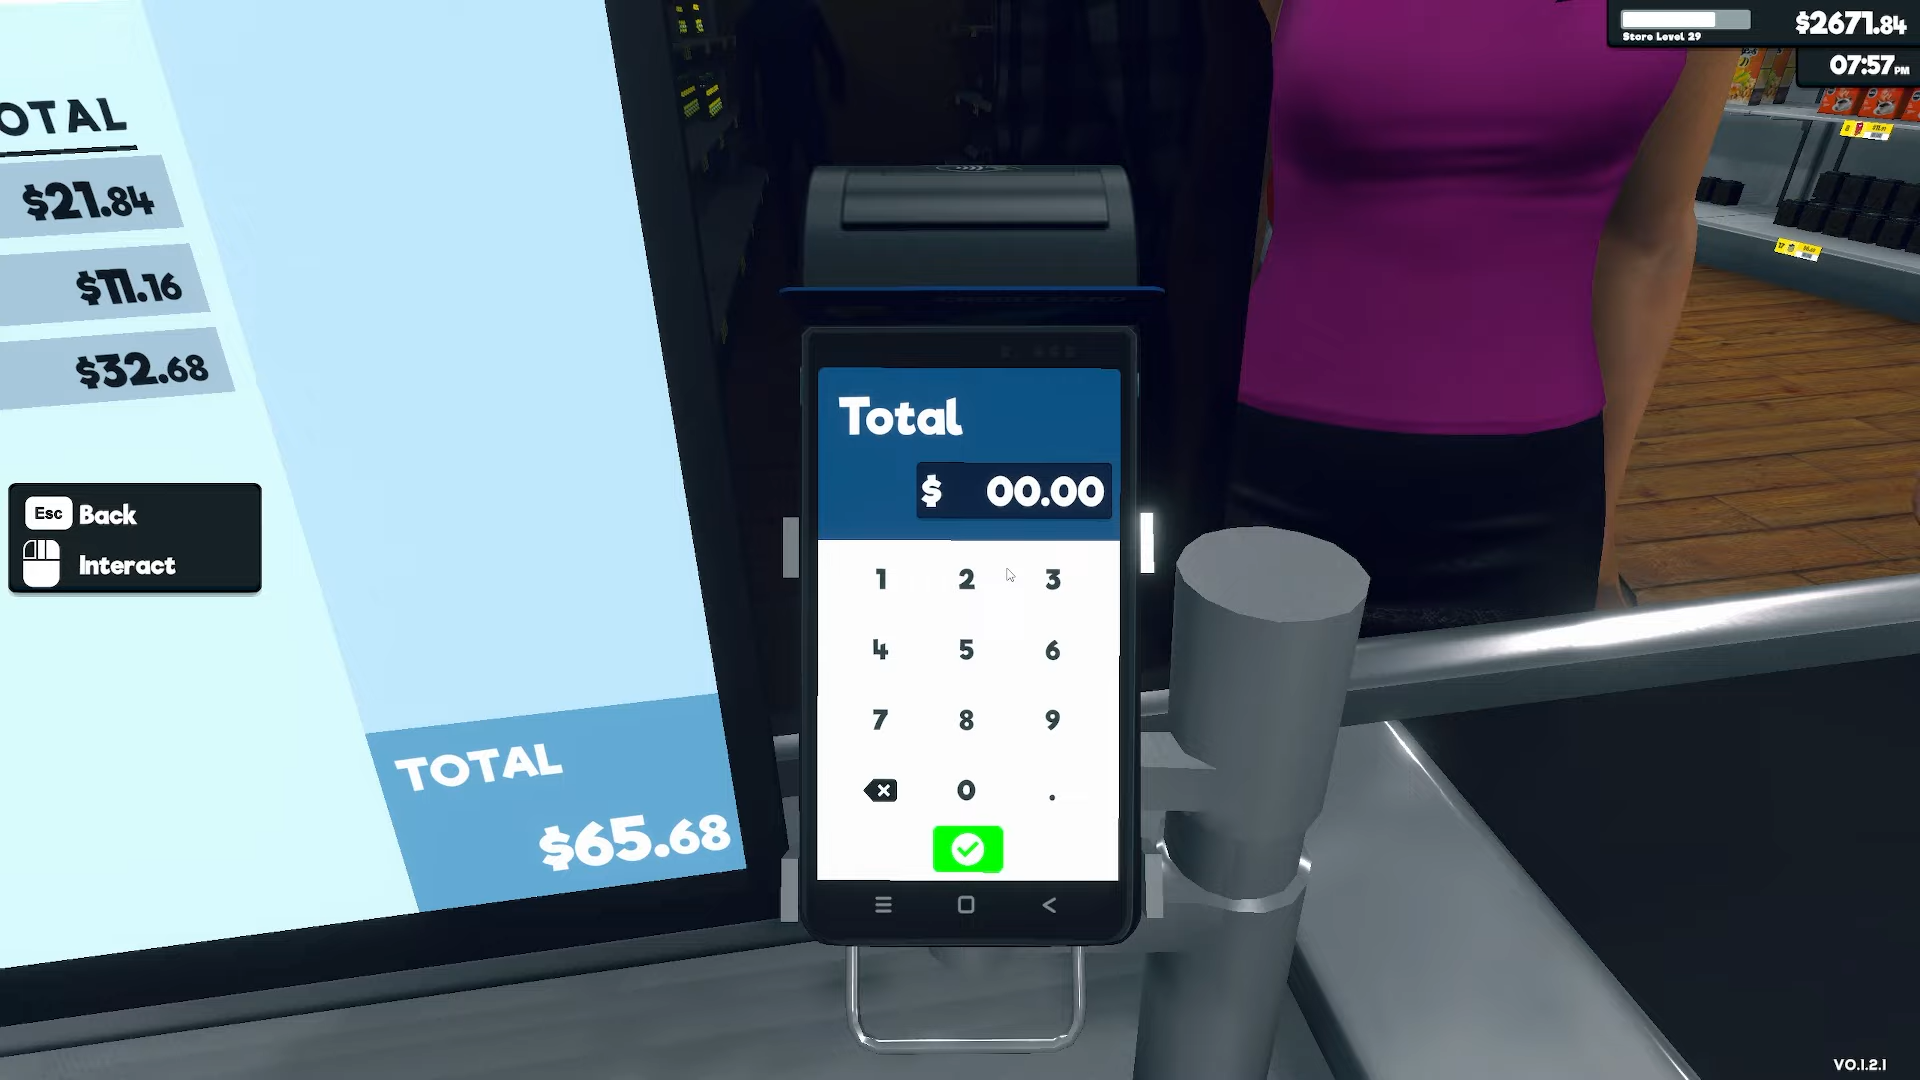 Store Level 29
$2671.84
07:57PM
OTAL
$21.84
$11.16
$32.68
Esc Back
Interact
TOTAL
$65.68
Total
$ 00.00
1 2 3
4 5 6
7 8 9
0 .
V0.1.2.1